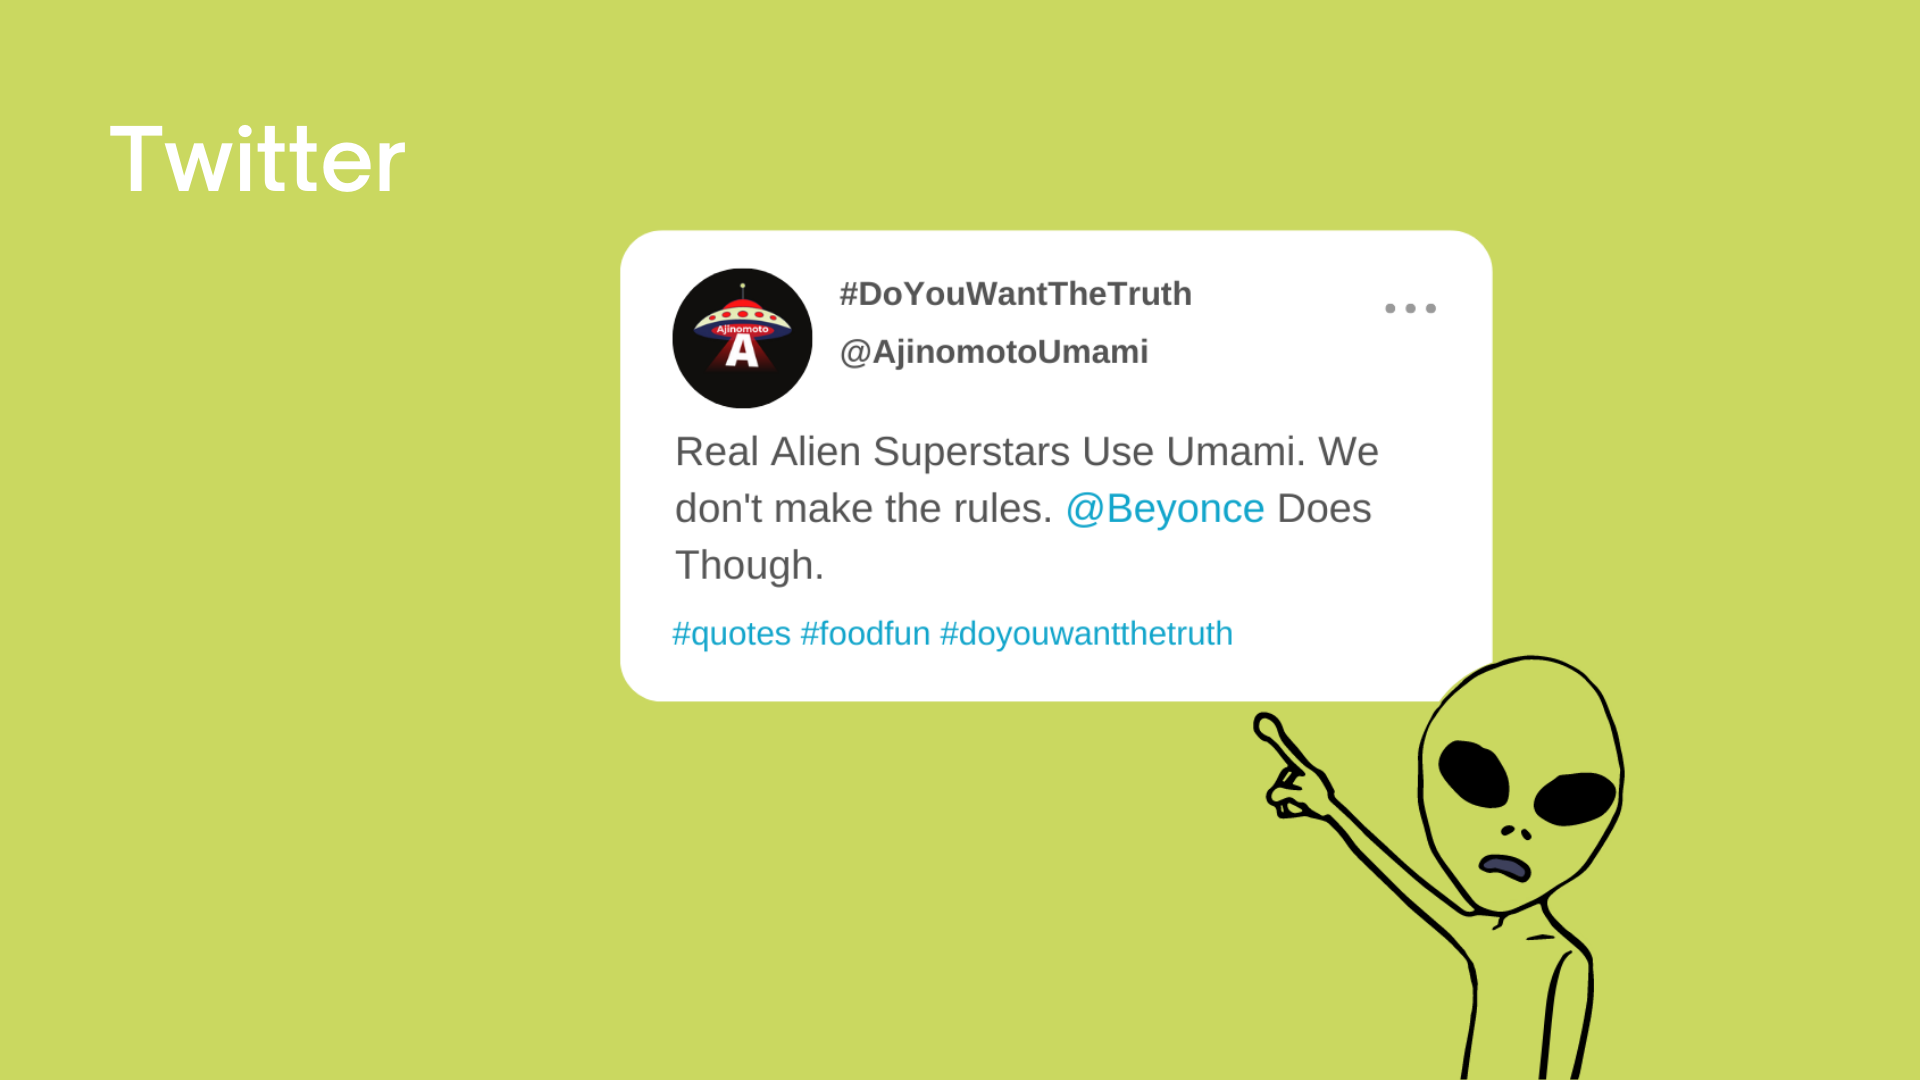 Twitter
#DoYouWantTheTruth
@AjinomotoUmami
Ajinomoto
A
Real Alien Superstars Use Umami. We
don't make the rules. @Beyonce Does
Though.
#quotes #foodfun #doyouwantthetruth